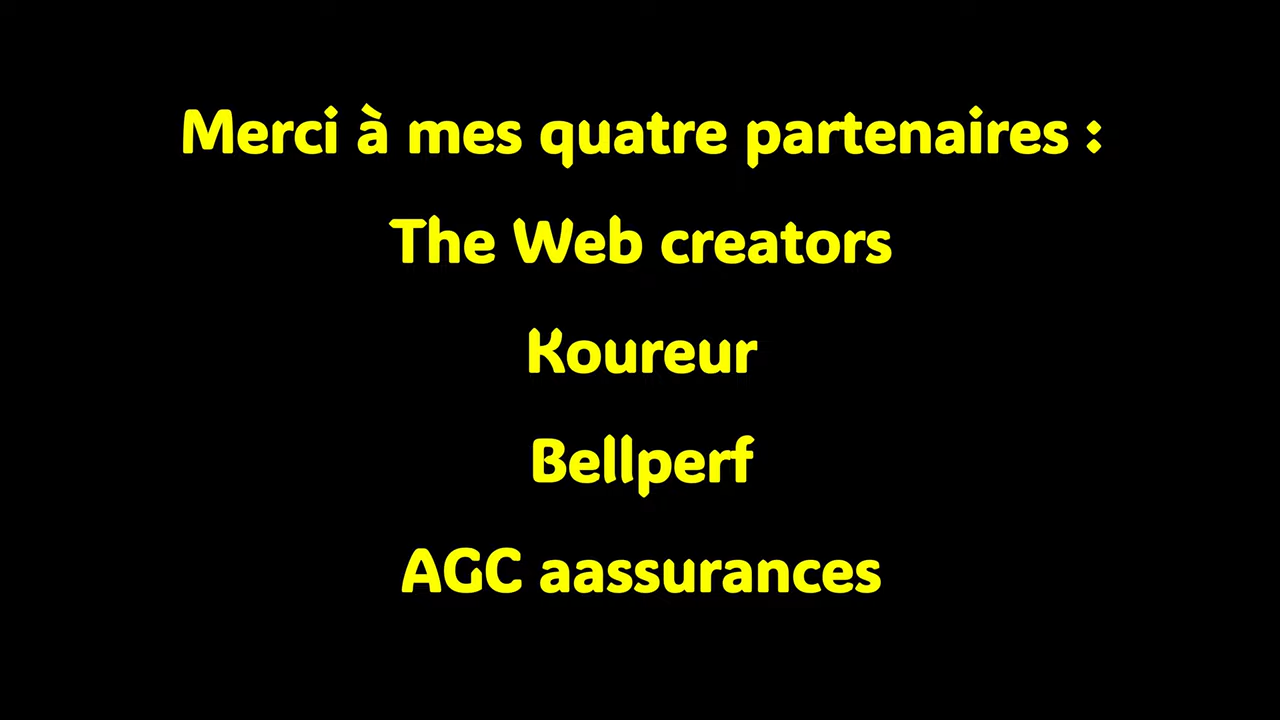 Merci à mes quatre partenaires :
The Web creators
Koureur
Bellperf
AGC aassurances